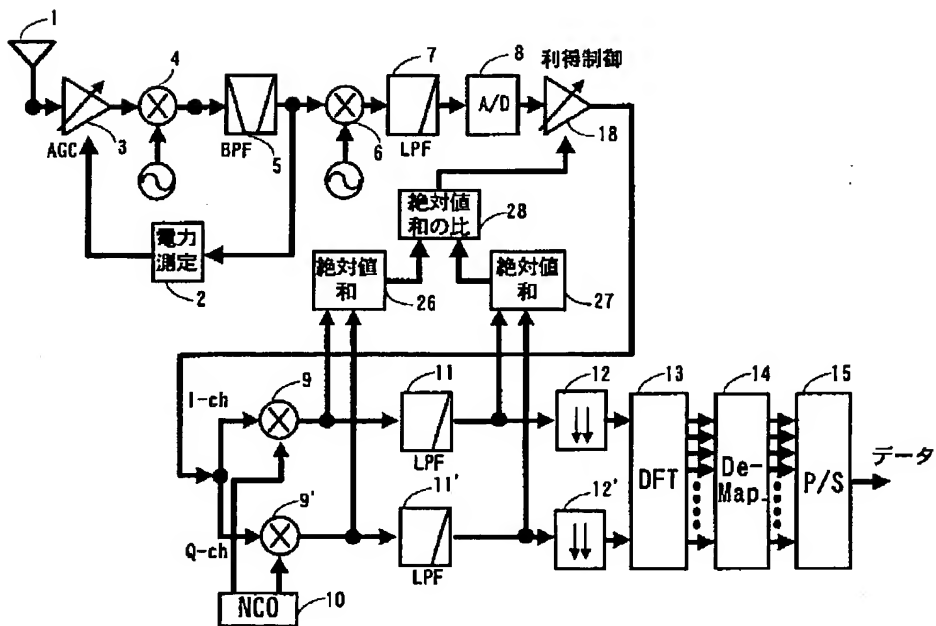 1
4
7
8
利得制御
A/D
AGC
3
BPF
5
6
LPF
18
絶対値
和の比
28
電力
測定
2
絶対値
和
26
絶対値
和
27
9
11
12
13
14
15
I-ch
LPF
データ
9'
11'
12'
DFT
De-
Map.
P/S
Q-ch
LPF
NCO
10